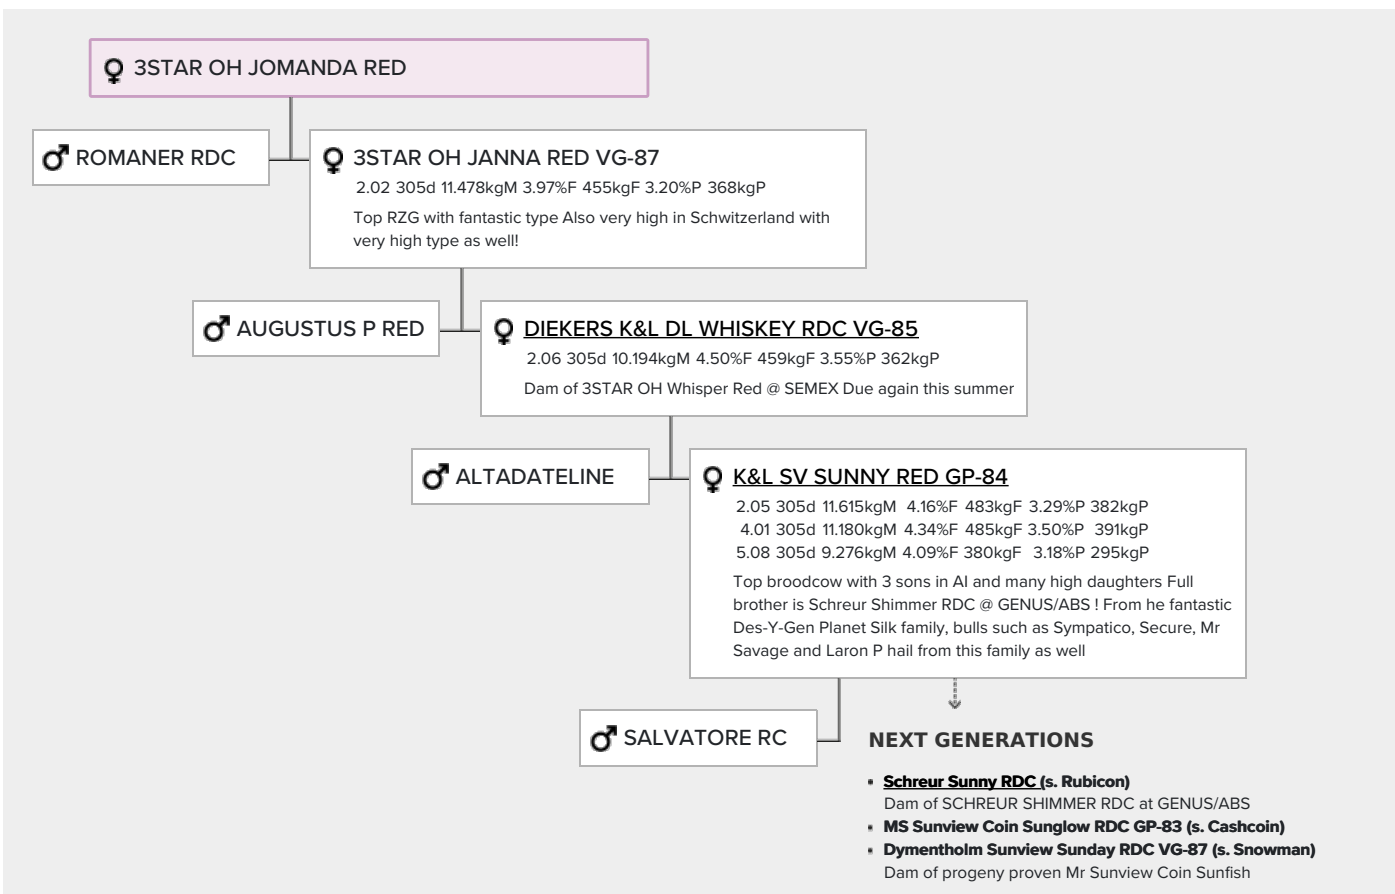 3STAR OH JOMANDA RED
ROMANER RDC
3STAR OH JANNA RED VG-87
2.02 305d 11.478kgM 3.97%F 455kgF 3.20%P 368kgP
Top RZG with fantastic type Also very high in Schwitzerland with
very high type as well!
AUGUSTUS P RED
DIEKERS K&L DL WHISKEY RDC VG-85
2.06 305d 10.194kgM 4.50%F 459kgF 3.55%P 362kgP
Dam of 3STAR OH Whisper Red @ SEMEX Due again this summer
ALTADATELINE
K&L SV SUNNY RED GP-84
2.05 305d 11.615kgM 4.16%F 483kgF 3.29%P 382kgP
4.01 305d 11.180kgM 4.34%F 485kgF 3.50%P 391kgP
5.08 305d 9.276kgM 4.09%F 380kgF 3.18%P 295kgP
Top broodcow with 3 sons in AI and many high daughters Full
brother is Schreur Shimmer RDC @ GENUS/ABS ! From he fantastic
Des-Y-Gen Planet Silk family, bulls such as Sympatico, Secure, Mr
Savage and Laron P hail from this family as well
SALVATORE RC
NEXT GENERATIONS
Schreur Sunny RDC (s. Rubicon)
Dam of SCHREUR SHIMMER RDC at GENUS/ABS
MS Sunview Coin Sunglow RDC GP-83 (s. Cashcoin)
Dymentholm Sunview Sunday RDC VG-87 (s. Snowman)
Dam of progeny proven Mr Sunview Coin Sunfish